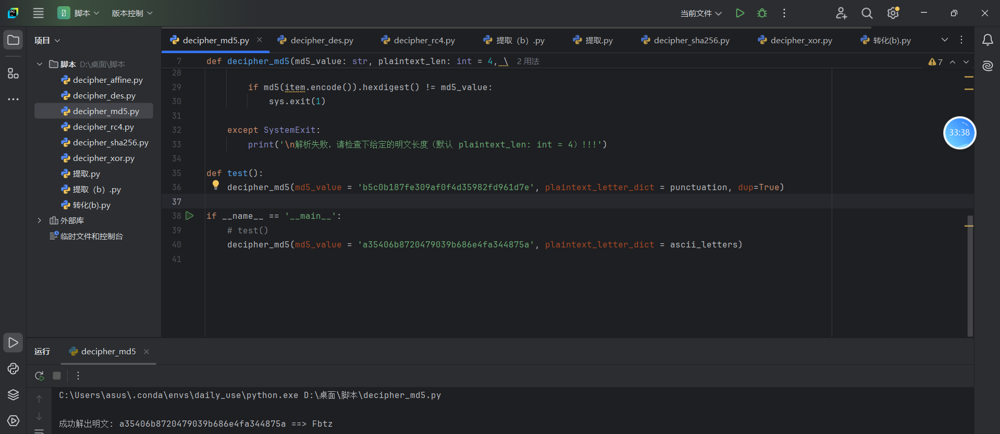 脚本 版本控制 当前文件
项目
decipher_md5.py decipher_des.py decipher_rc4.py 提取（b）.py 提取.py decipher_sha256.py decipher_xor.py 转化(b).py
脚本 D:\桌面\脚本
decipher_affine.py
decipher_des.py
decipher_md5.py
decipher_rc4.py
decipher_sha256.py
decipher_xor.py
提取.py
提取（b）.py
转化(b).py
外部库
临时文件和控制台
7 def decipher_md5(md5_value: str, plaintext_len: int = 4, \ 2 用法
7
28
29 if md5(item.encode()).hexdigest() != md5_value:
30 sys.exit(1)
31
32 except SystemExit:
33 print('\n解析失败，请检查下给定的明文长度（默认 plaintext_len: int = 4）!!!')
34
35 def test():
36 decipher_md5(md5_value = 'b5c0b187fe309af0f4d35982fd961d7e', plaintext_letter_dict = punctuation, dup=True)
37
38 if __name__ == '__main__':
39 # test()
40 decipher_md5(md5_value = 'a35406b8720479039b686e4fa344875a', plaintext_letter_dict = ascii_letters)
41
33:38
运行 decipher_md5
C:\Users\asus\.conda\envs\daily_use\python.exe D:\桌面\脚本\decipher_md5.py
成功解出明文: a35406b8720479039b686e4fa344875a ==> Fbtz